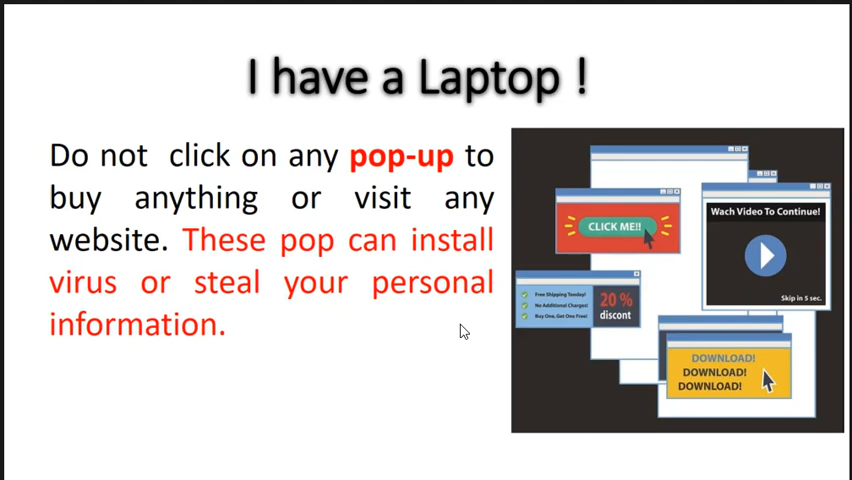 I have a Laptop !
Do not click on any pop-up to
buy anything or visit any
website. These pop can install
virus or steal your personal
information.
CLICK ME!!
Wach Video To Continue!
Skip in 5 sec.
Free Shipping Toeday!
No Additional Charges!
Buy One, Get One Free!
20 %
discont
DOWNLOAD!
DOWNLOAD!
DOWNLOAD!